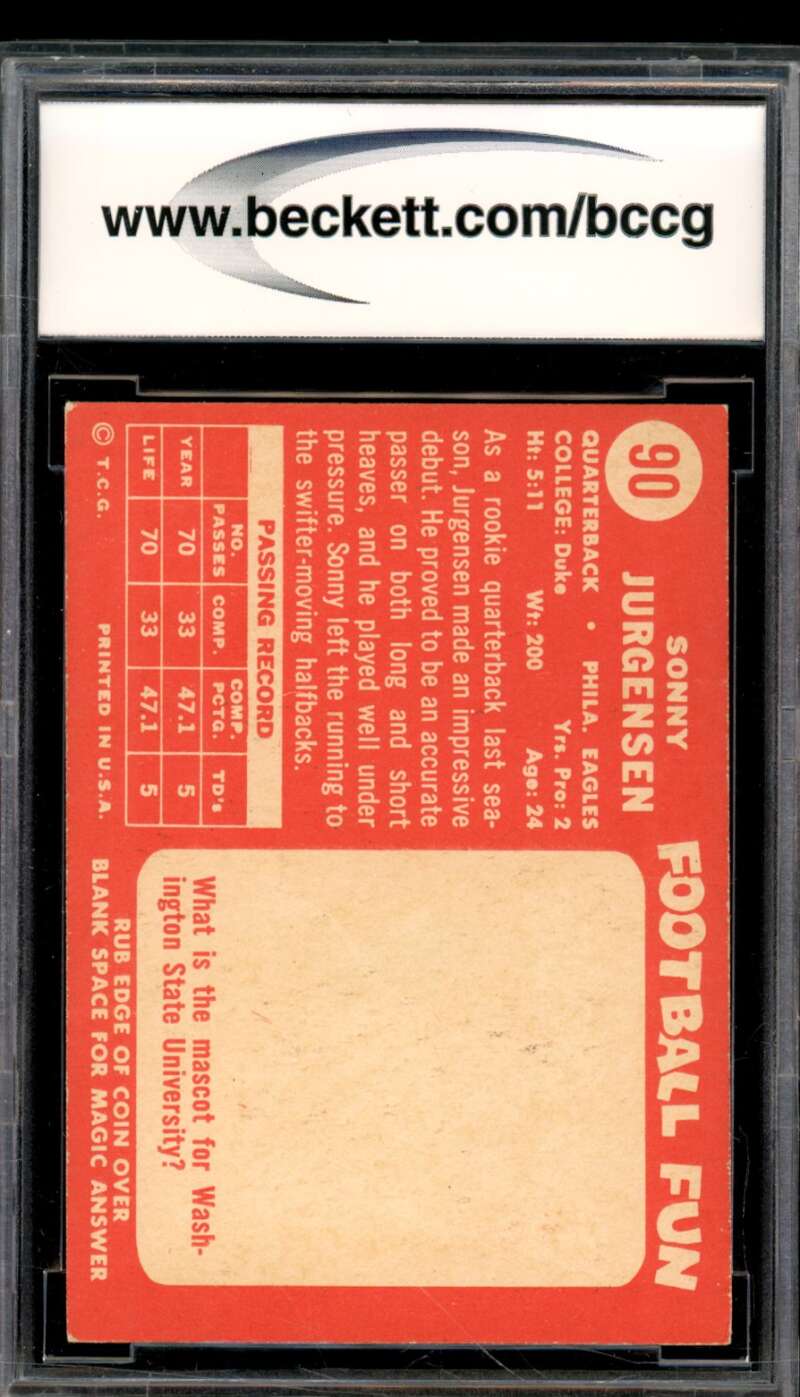 www.beckett.com/bccg
90
SONNY
JURGENSEN
QUARTERBACK • PHILA. EAGLES
COLLEGE: Duke Yrs. Pro: 2
Ht: 5:11 Wt: 200 Age: 24
As a rookie quarterback last sea-
son, Jurgensen made an impressive
debut. He proved to be an accurate
passer on both long and short
heaves, and he played well under
pressure. Sonny left the running to
the swifter-moving halfbacks.
PASSING RECORD
NO. PASSES COMP. COMP. PCTG. TD's
YEAR 70 33 47.1 5
LIFE 70 33 47.1 5
© T.C.G. PRINTED IN U.S.A.
FOOTBALL FUN
What is the mascot for Wash-
ington State University?
RUB EDGE OF COIN OVER
BLANK SPACE FOR MAGIC ANSWER